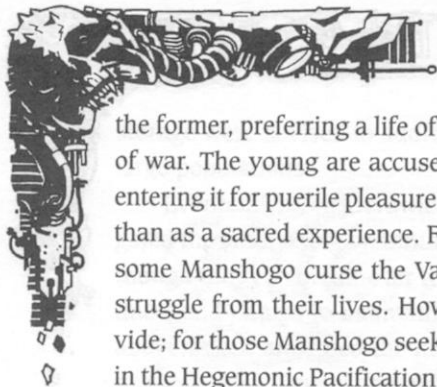 the former, preferring a life of
of war. The young are accuse
entering it for puerile pleasure
than as a sacred experience. F
some Manshogo curse the Va
struggle from their lives. How
vide; for those Manshogo seek
in the Hegemonic Pacification